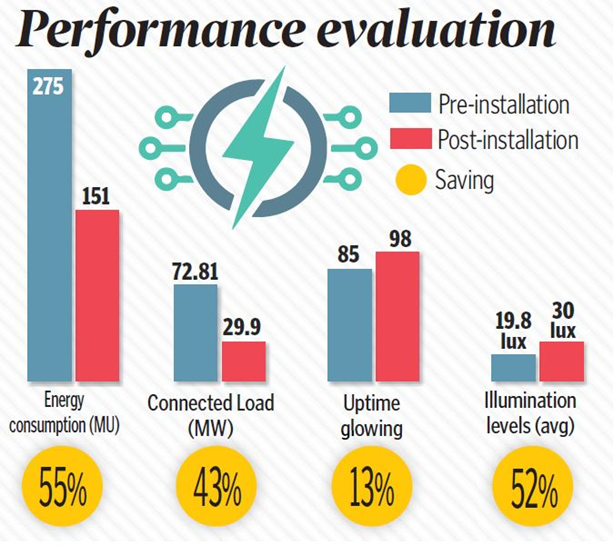 Performance evaluation
275
151
Pre-installation
Post-installation
Saving
72.81
29.9
85
98
19.8
lux
30
lux
Energy
consumption (MU)
Connected Load
(MW)
Uptime
glowing
Illumination
levels (avg)
55%
43%
13%
52%